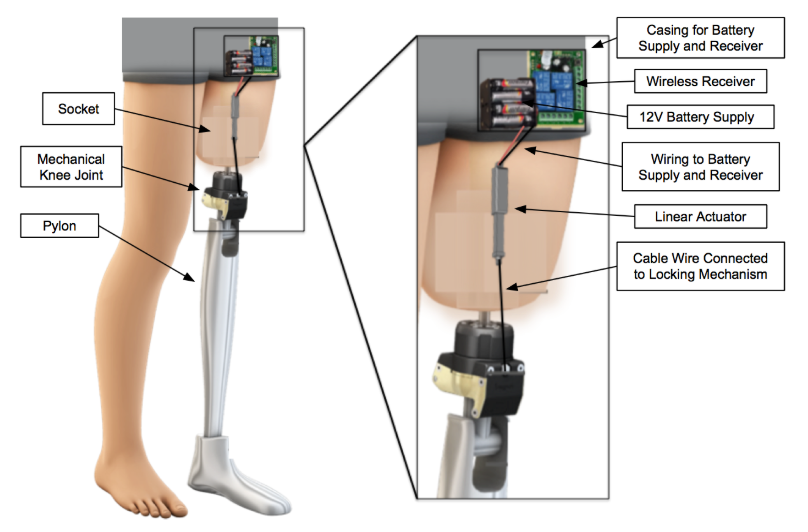 Socket
Mechanical
Knee Joint
Pylon
Casing for Battery
Supply and Receiver
Wireless Receiver
12V Battery Supply
Wiring to Battery
Supply and Receiver
Linear Actuator
Cable Wire Connected
to Locking Mechanism